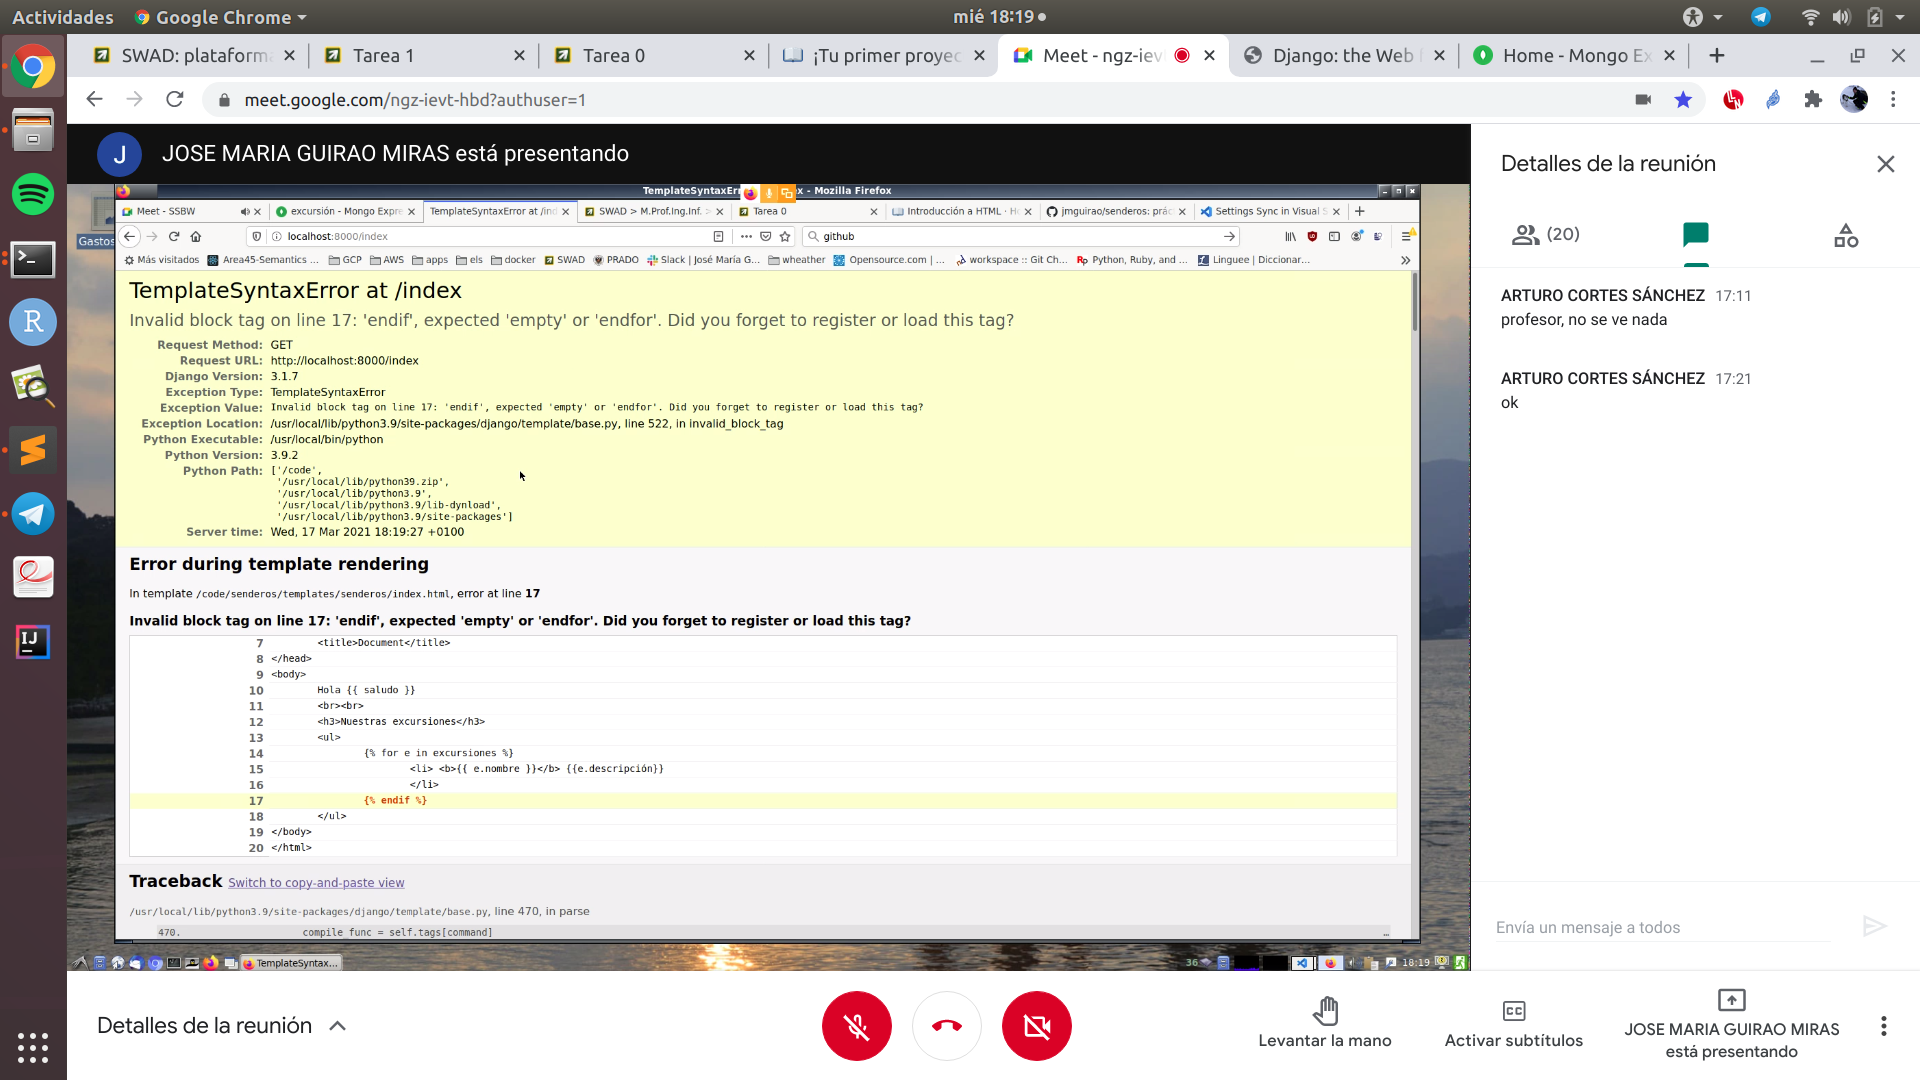 Actividades
Google Chrome
mié 18:19
SWAD: plataform
Tarea 1
Tarea 0
¡Tu primer proyec
Meet - ngz-iev
Django: the Web
Home - Mongo Ex
meet.google.com/ngz-ievt-hbd?authuser=1
J
JOSE MARIA GUIRAO MIRAS está presentando
Gastos
TemplateSyntaxErr x - Mozilla Firefox
Meet - SSBW
excursión - Mongo Expre
TemplateSyntaxError at /ind
SWAD > M.Prof.Ing.Inf. >
Tarea 0
Introducción a HTML · H
jmguirao/senderos: prác
Settings Sync in Visual S
localhost:8000/index
github
Más visitados
Area45-Semantics ...
GCP
AWS
apps
els
docker
SWAD
PRADO
Slack | José María G...
wheather
Opensource.com | ...
workspace :: Git Ch...
Python, Ruby, and ...
Linguee | Diccionar...
TemplateSyntaxError at /index
Invalid block tag on line 17: 'endif', expected 'empty' or 'endfor'. Did you forget to register or load this tag?
Request Method: GET
Request URL: http://localhost:8000/index
Django Version: 3.1.7
Exception Type: TemplateSyntaxError
Exception Value: Invalid block tag on line 17: 'endif', expected 'empty' or 'endfor'. Did you forget to register or load this tag?
Exception Location: /usr/local/lib/python3.9/site-packages/django/template/base.py, line 522, in invalid_block_tag
Python Executable: /usr/local/bin/python
Python Version: 3.9.2
Python Path: ['/code',
'/usr/local/lib/python39.zip',
'/usr/local/lib/python3.9',
'/usr/local/lib/python3.9/lib-dynload',
'/usr/local/lib/python3.9/site-packages']
Server time: Wed, 17 Mar 2021 18:19:27 +0100
Error during template rendering
In template /code/senderos/templates/senderos/index.html, error at line 17
Invalid block tag on line 17: 'endif', expected 'empty' or 'endfor'. Did you forget to register or load this tag?
7 <title>Document</title>
8 </head>
9 <body>
10 Hola {{ saludo }}
11 <br><br>
12 <h3>Nuestras excursiones</h3>
13 <ul>
14 {% for e in excursiones %}
15 <li> <b>{{ e.nombre }}</b> {{e.descripción}}
16 </li>
17 {% endif %}
18 </ul>
19 </body>
20 </html>
Traceback Switch to copy-and-paste view
/usr/local/lib/python3.9/site-packages/django/template/base.py, line 470, in parse
470. compile_func = self.tags[command]
...
TemplateSyntax...
36
18:19
Detalles de la reunión
(20)
ARTURO CORTES SÁNCHEZ 17:11
profesor, no se ve nada
ARTURO CORTES SÁNCHEZ 17:21
ok
Envía un mensaje a todos
Detalles de la reunión
Levantar la mano
Activar subtítulos
JOSE MARIA GUIRAO MIRAS
está presentando